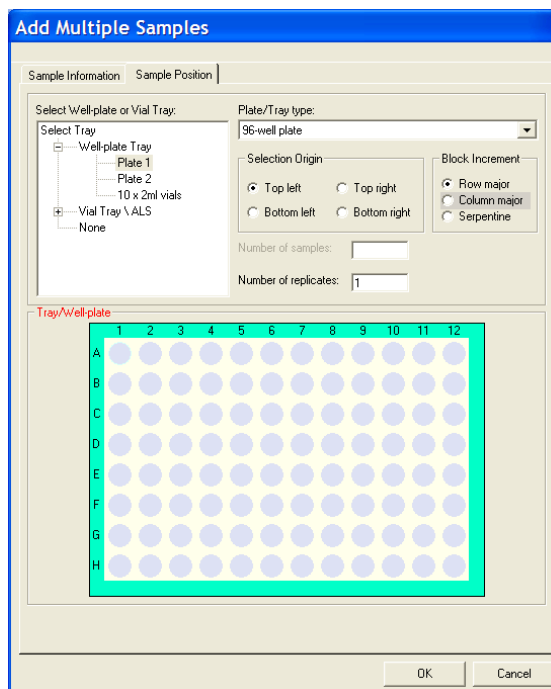 Add Multiple Samples
Sample Information Sample Position
Select Well-plate or Vial Tray:
Select Tray
Well-plate Tray
Plate 1
Plate 2
10 x 2ml vials
Vial Tray \ ALS
None
Plate/Tray type:
96-well plate
Selection Origin
Top left Top right
Bottom left Bottom right
Block Increment
Row major
Column major
Serpentine
Number of samples:
Number of replicates: 1
Tray/Well-plate
1 2 3 4 5 6 7 8 9 10 11 12
A
B
C
D
E
F
G
H
OK Cancel